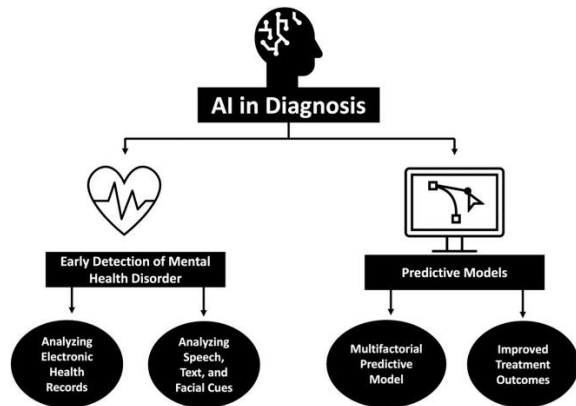 AI in Diagnosis
Early Detection of Mental
Health Disorder
Predictive Models
Analyzing
Electronic
Health
Records
Analyzing
Speech,
Text, and
Facial Cues
Multifactorial
Predictive
Model
Improved
Treatment
Outcomes